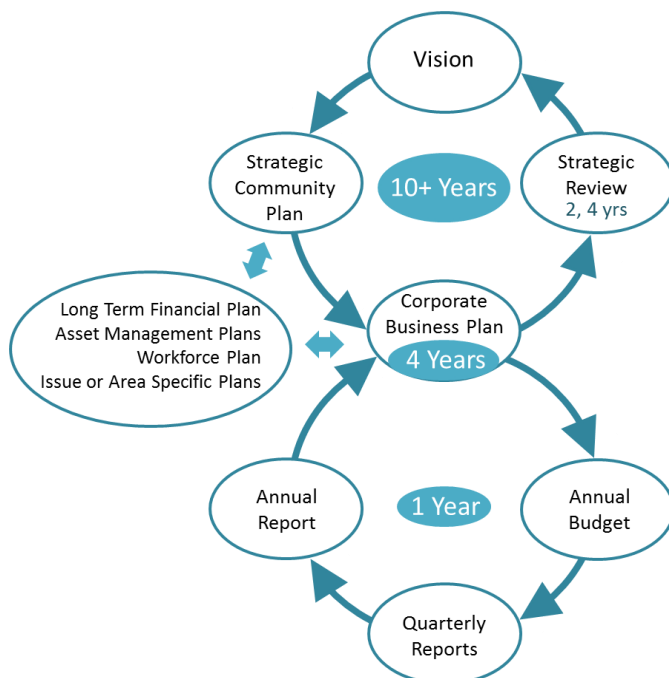 Vision
Strategic
Community
Plan
10+ Years
Strategic
Review
2, 4 yrs
Long Term Financial Plan
Asset Management Plans
Workforce Plan
Issue or Area Specific Plans
Corporate
Business Plan
4 Years
Annual
Report
1 Year
Annual
Budget
Quarterly
Reports